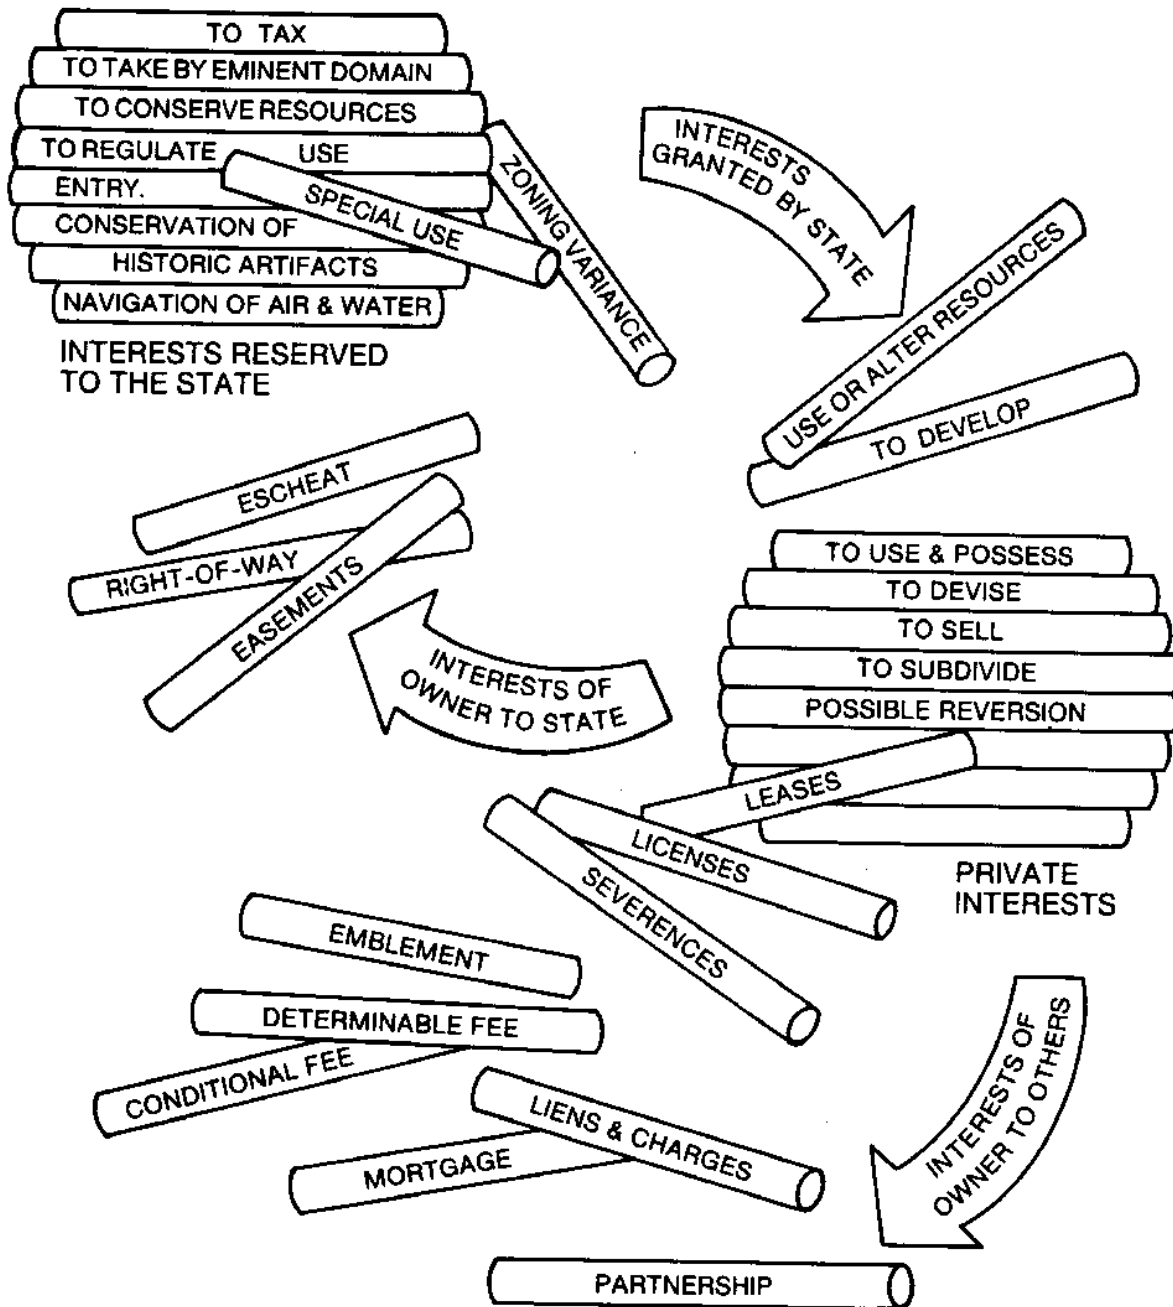 TO TAX
TO TAKE BY EMINENT DOMAIN
TO CONSERVE RESOURCES
TO REGULATE USE
ENTRY.
CONSERVATION OF
HISTORIC ARTIFACTS
NAVIGATION OF AIR & WATER
SPECIAL USE
ZONING VARIANCE
INTERESTS RESERVED
TO THE STATE
INTERESTS
GRANTED BY STATE
USE OR ALTER RESOURCES
TO DEVELOP
ESCHEAT
RIGHT-OF-WAY
EASEMENTS
INTERESTS OF
OWNER TO STATE
TO USE & POSSESS
TO DEVISE
TO SELL
TO SUBDIVIDE
POSSIBLE REVERSION
LEASES
LICENSES
SEVERENCES
PRIVATE
INTERESTS
EMBLEMENT
DETERMINABLE FEE
CONDITIONAL FEE
LIENS & CHARGES
MORTGAGE
INTERESTS OF
OWNER TO OTHERS
PARTNERSHIP